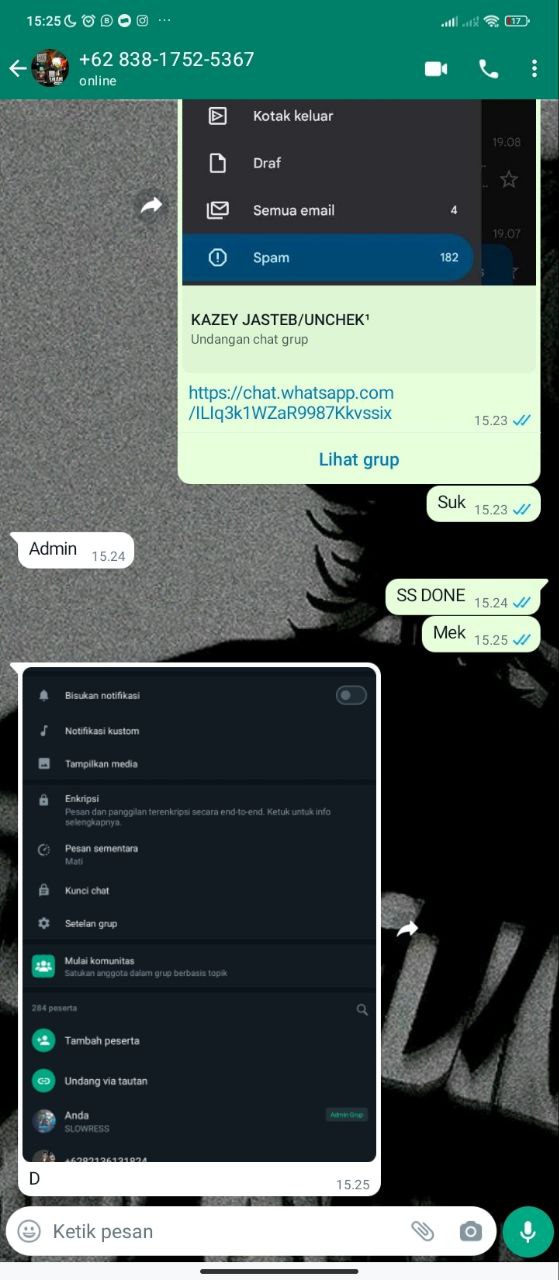 15:25
17
+62 838-1752-5367
online
Kotak keluar
19.08
Draf
Semua email 4
19.07
Spam 182
KAZEY JASTEB/UNCHEK¹
Undangan chat grup
https://chat.whatsapp.com
/ILIq3k1WZaR9987Kkvssix
15.23
Lihat grup
Suk 15.23
Admin 15.24
SS DONE 15.24
Mek 15.25
Bisukan notifikasi
Notifikasi kustom
Tampilkan media
Enkripsi
Pesan dan panggilan terenkripsi secara end-to-end. Ketuk untuk info
selengkapnya.
Pesan sementara
Mati
Kunci chat
Setelan grup
Mulai komunitas
Satukan anggota dalam grup berbasis topik
284 peserta
Tambah peserta
Undang via tautan
Anda
Admin Grup
SLOWRESS
+6282136131824
D 15.25
Ketik pesan